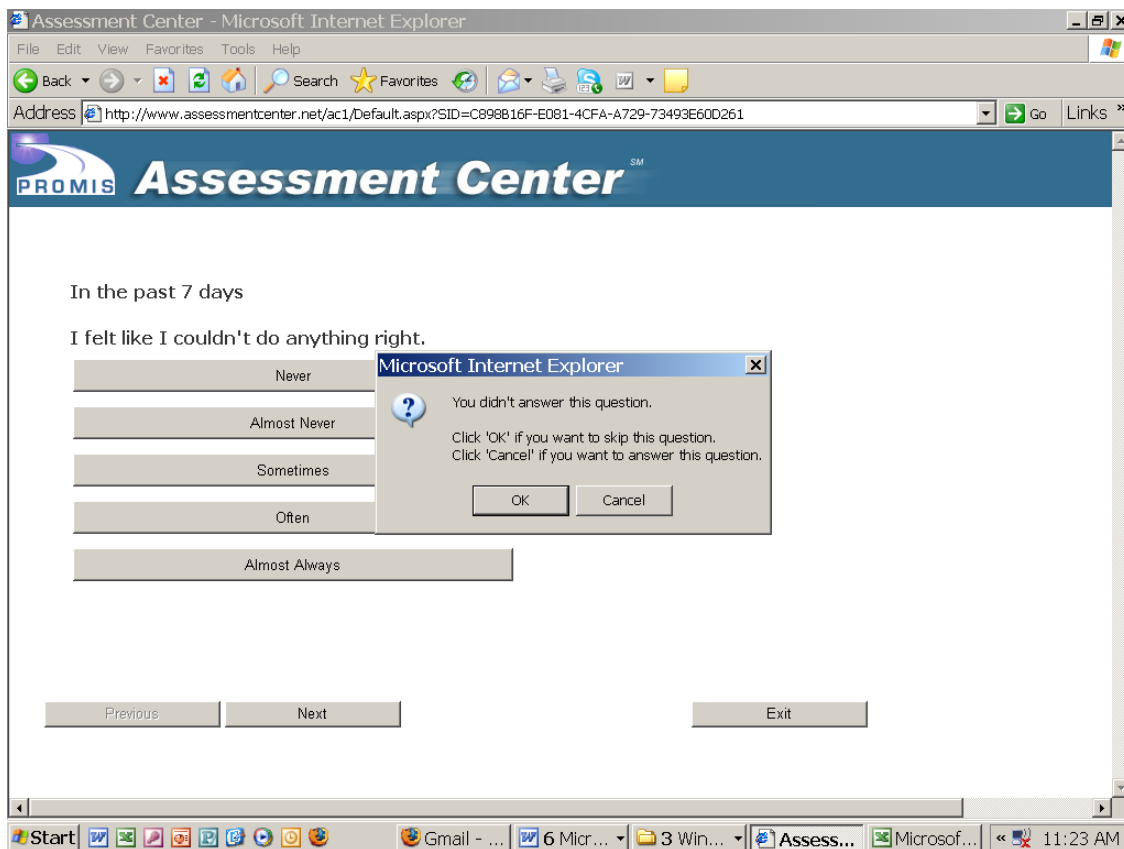 Assessment Center - Microsoft Internet Explorer
File Edit View Favorites Tools Help
Back Search Favorites
Address http://www.assessmentcenter.net/ac1/Default.aspx?SID=C898B16F-E081-4CFA-A729-73493E60D261 Go Links »
PROMIS Assessment Center SM
In the past 7 days
I felt like I couldn't do anything right.
Never
Almost Never
Sometimes
Often
Almost Always
Microsoft Internet Explorer
You didn't answer this question.
Click 'OK' if you want to skip this question.
Click 'Cancel' if you want to answer this question.
OK Cancel
Previous Next Exit
Start Gmail - ... 6 Micr... 3 Win... Assess... Microsof... « 11:23 AM